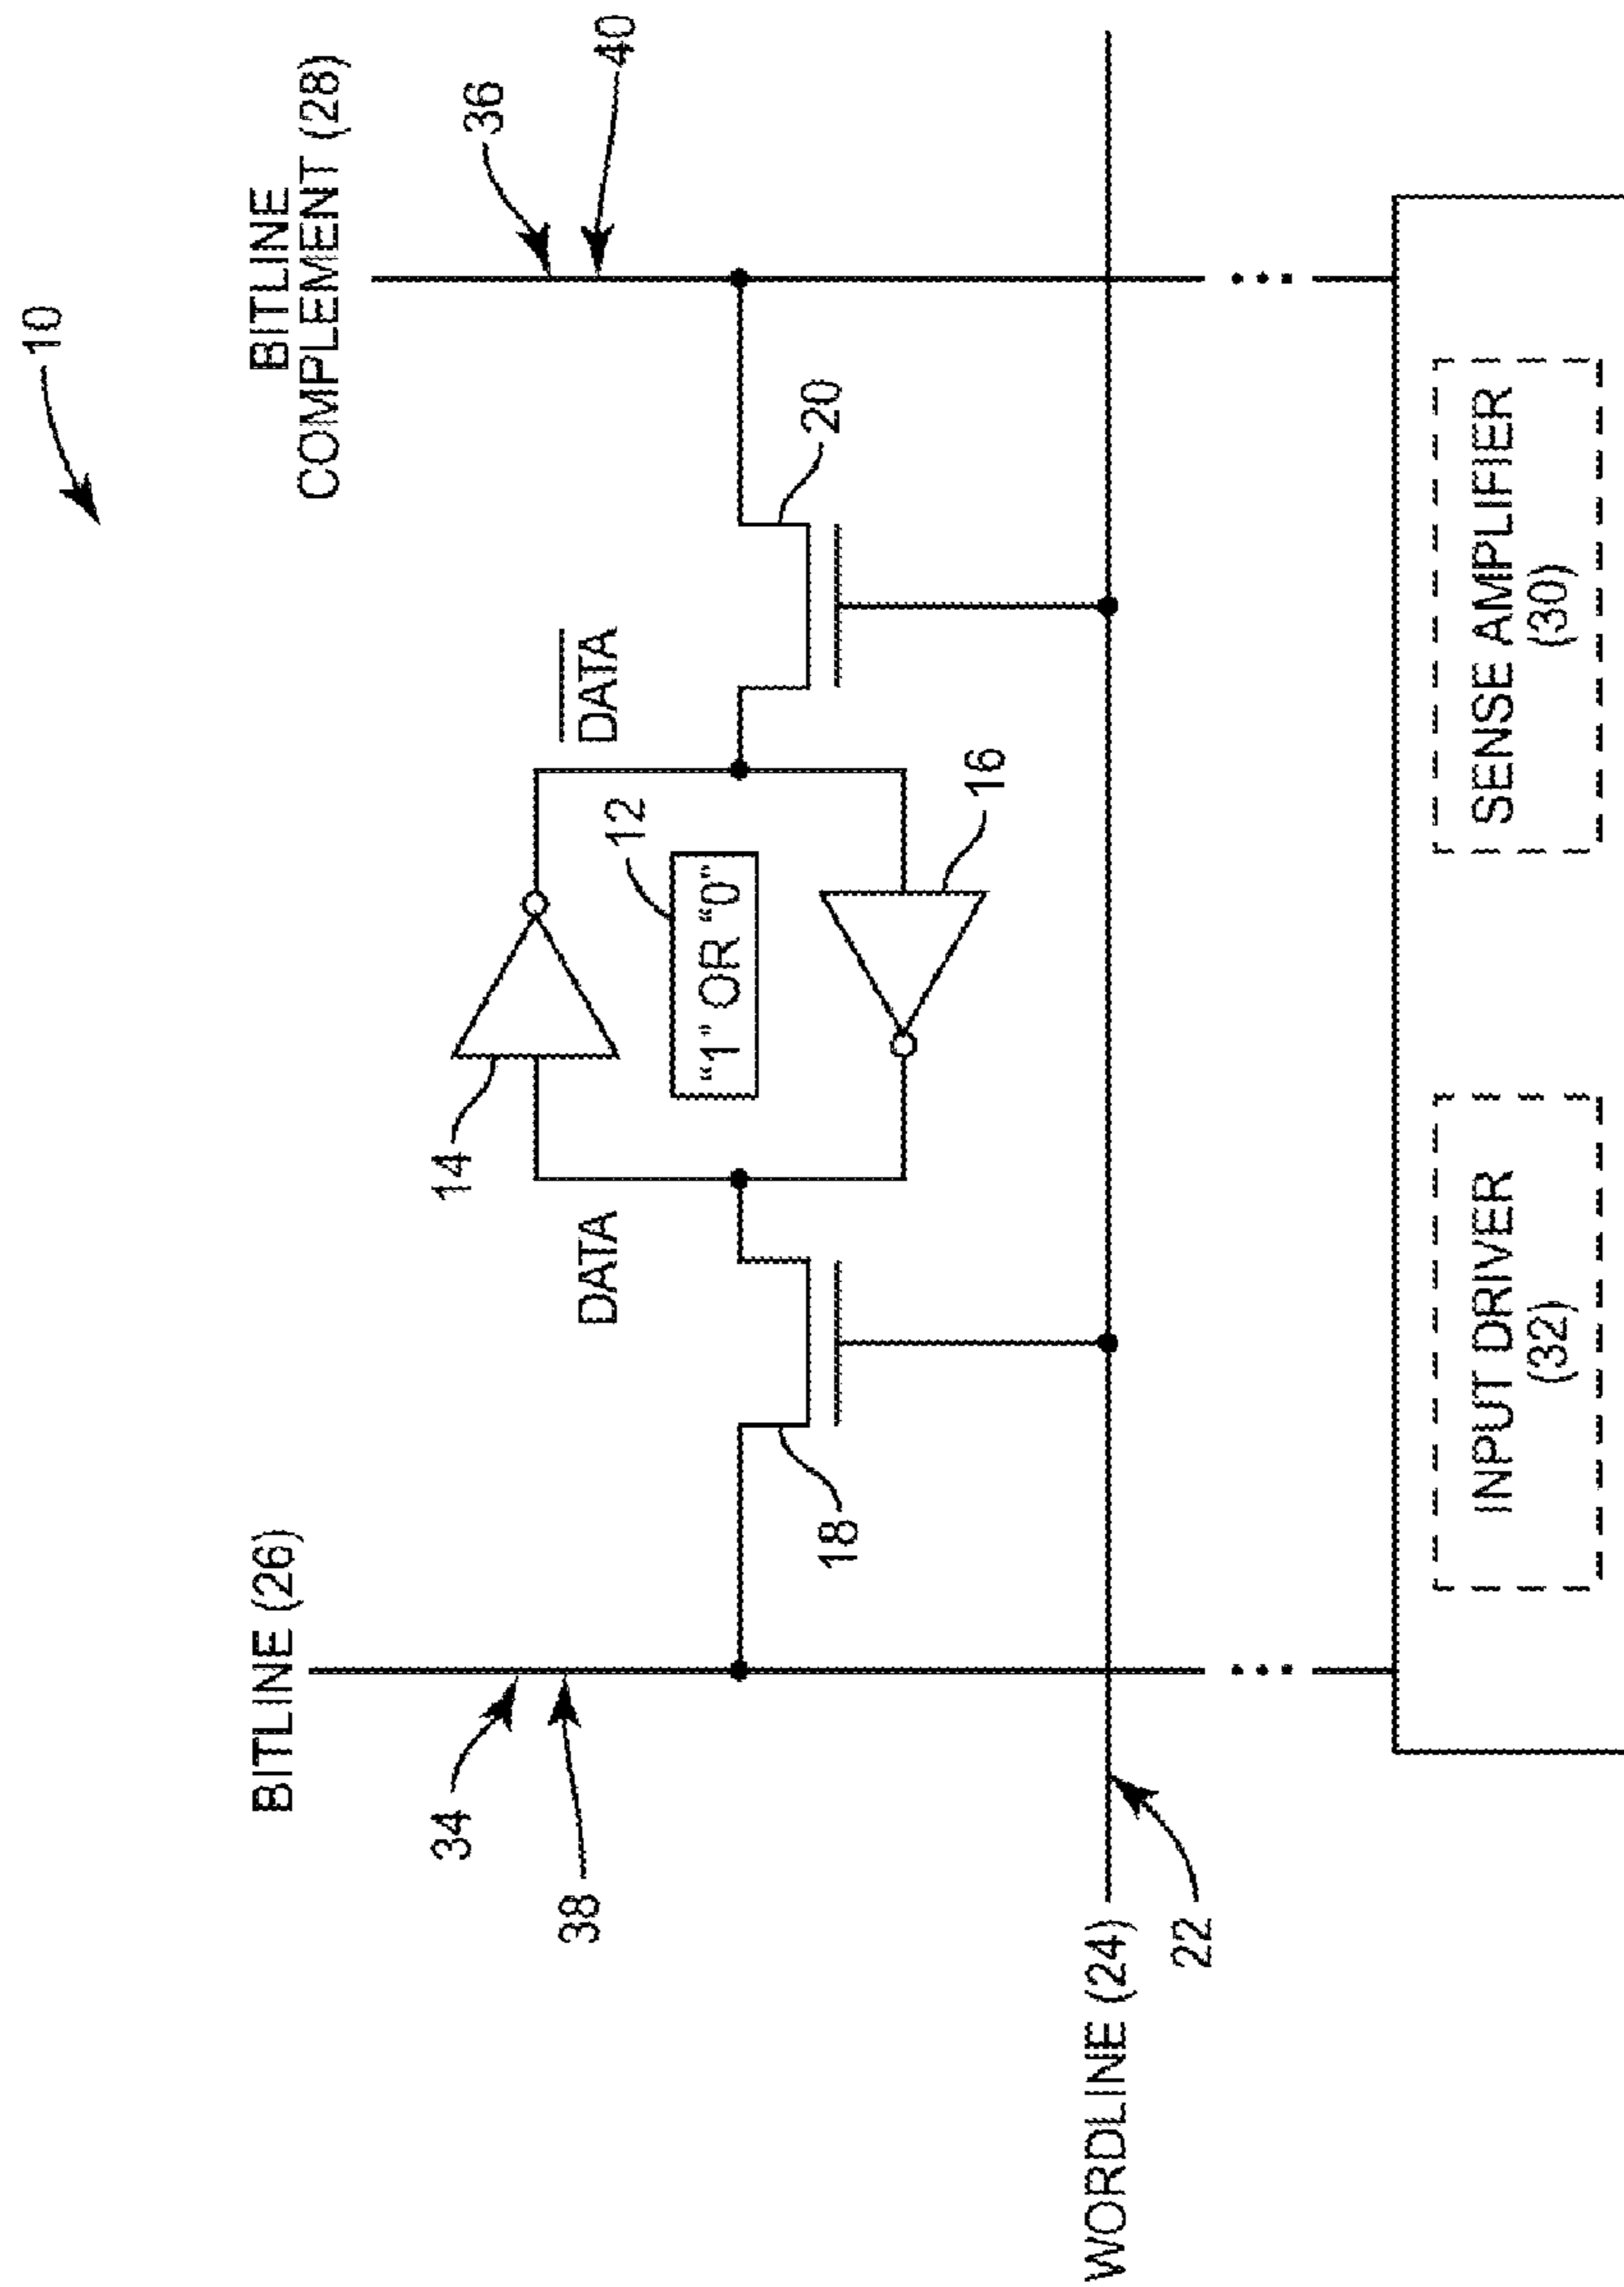 10
BITLINE (26)
BITLINE
COMPLEMENT (28)
34
38
36
40
14
DATA
DATA
12
"1" OR "0"
18
20
16
WORDLINE (24)
22
INPUT DRIVER
(32)
SENSE AMPLIFIER
(30)